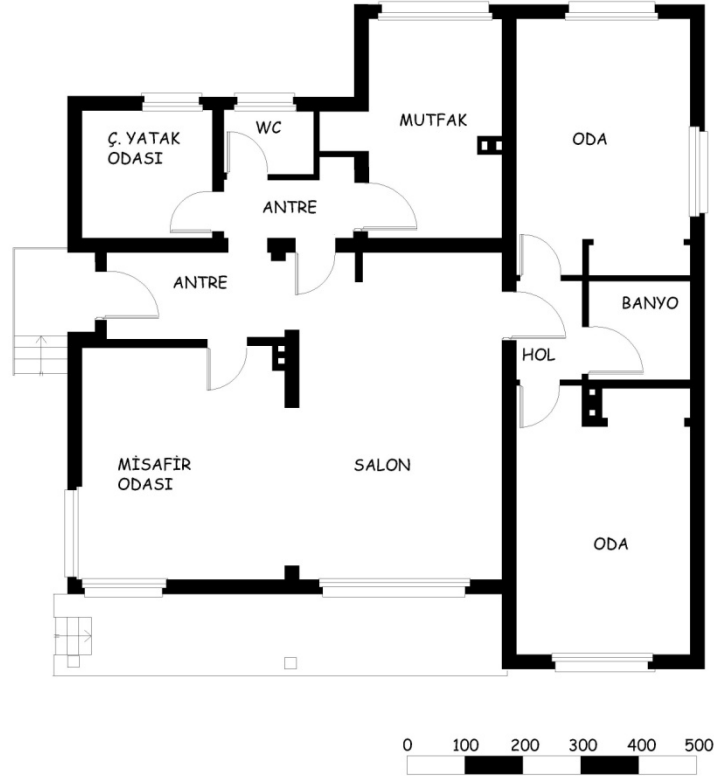 Ç. YATAK
ODASI
WC
MUTFAK
ODA
ANTRE
ANTRE
BANYO
HOL
MİSAFİR
ODASI
SALON
ODA
0 100 200 300 400 500